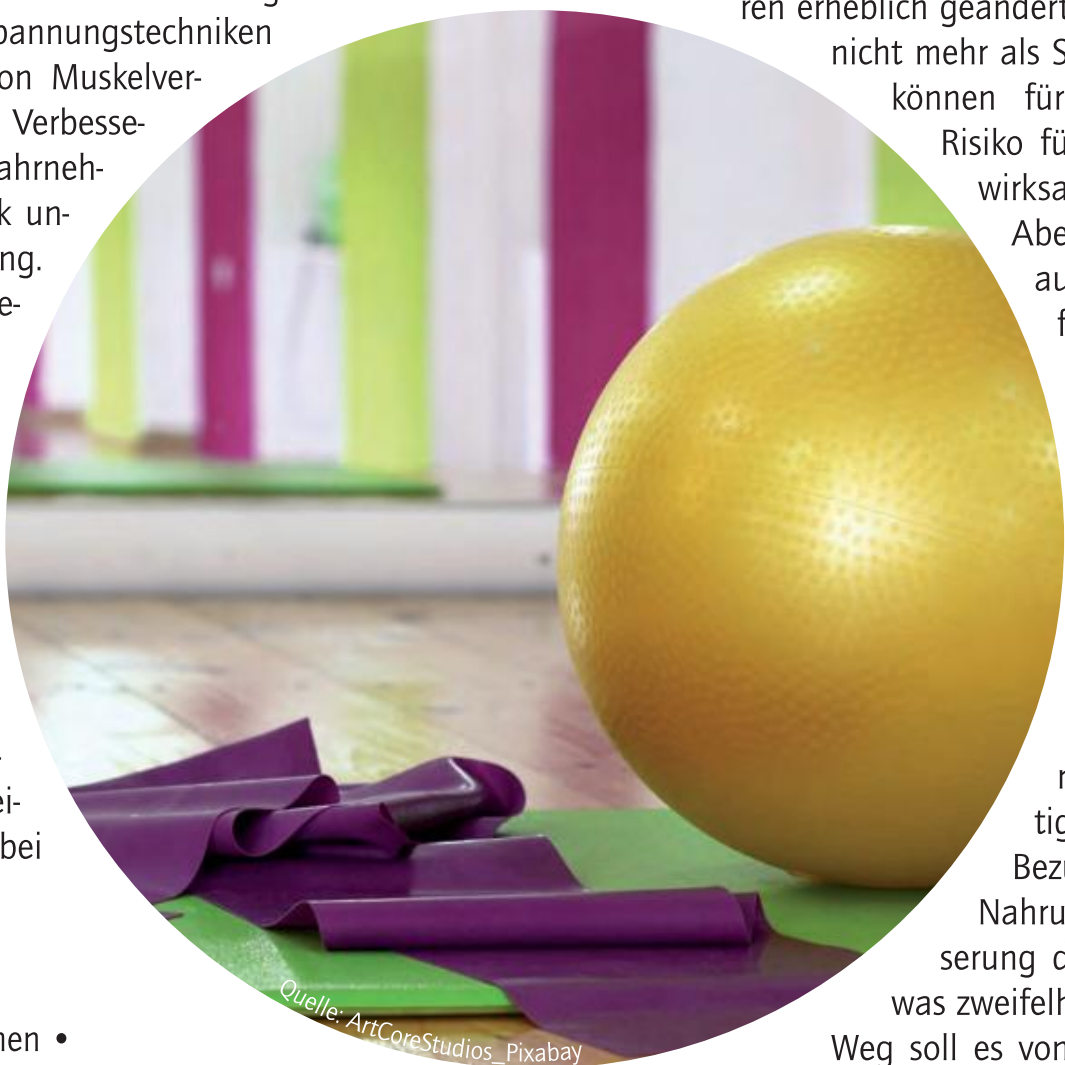 pannungstechniken
on Muskelver-
Verbesse-
ahrneh-
k un-
ng.
e-
ei-
bei
nen •
ren erheblich geändert
nicht mehr als S
können für
Risiko fü
wirksa
Abe
au
f
r
tig
Bezu
Nahru
serung d
was zweifelh
Weg soll es von
Quelle: ArtCoreStudios_Pixabay